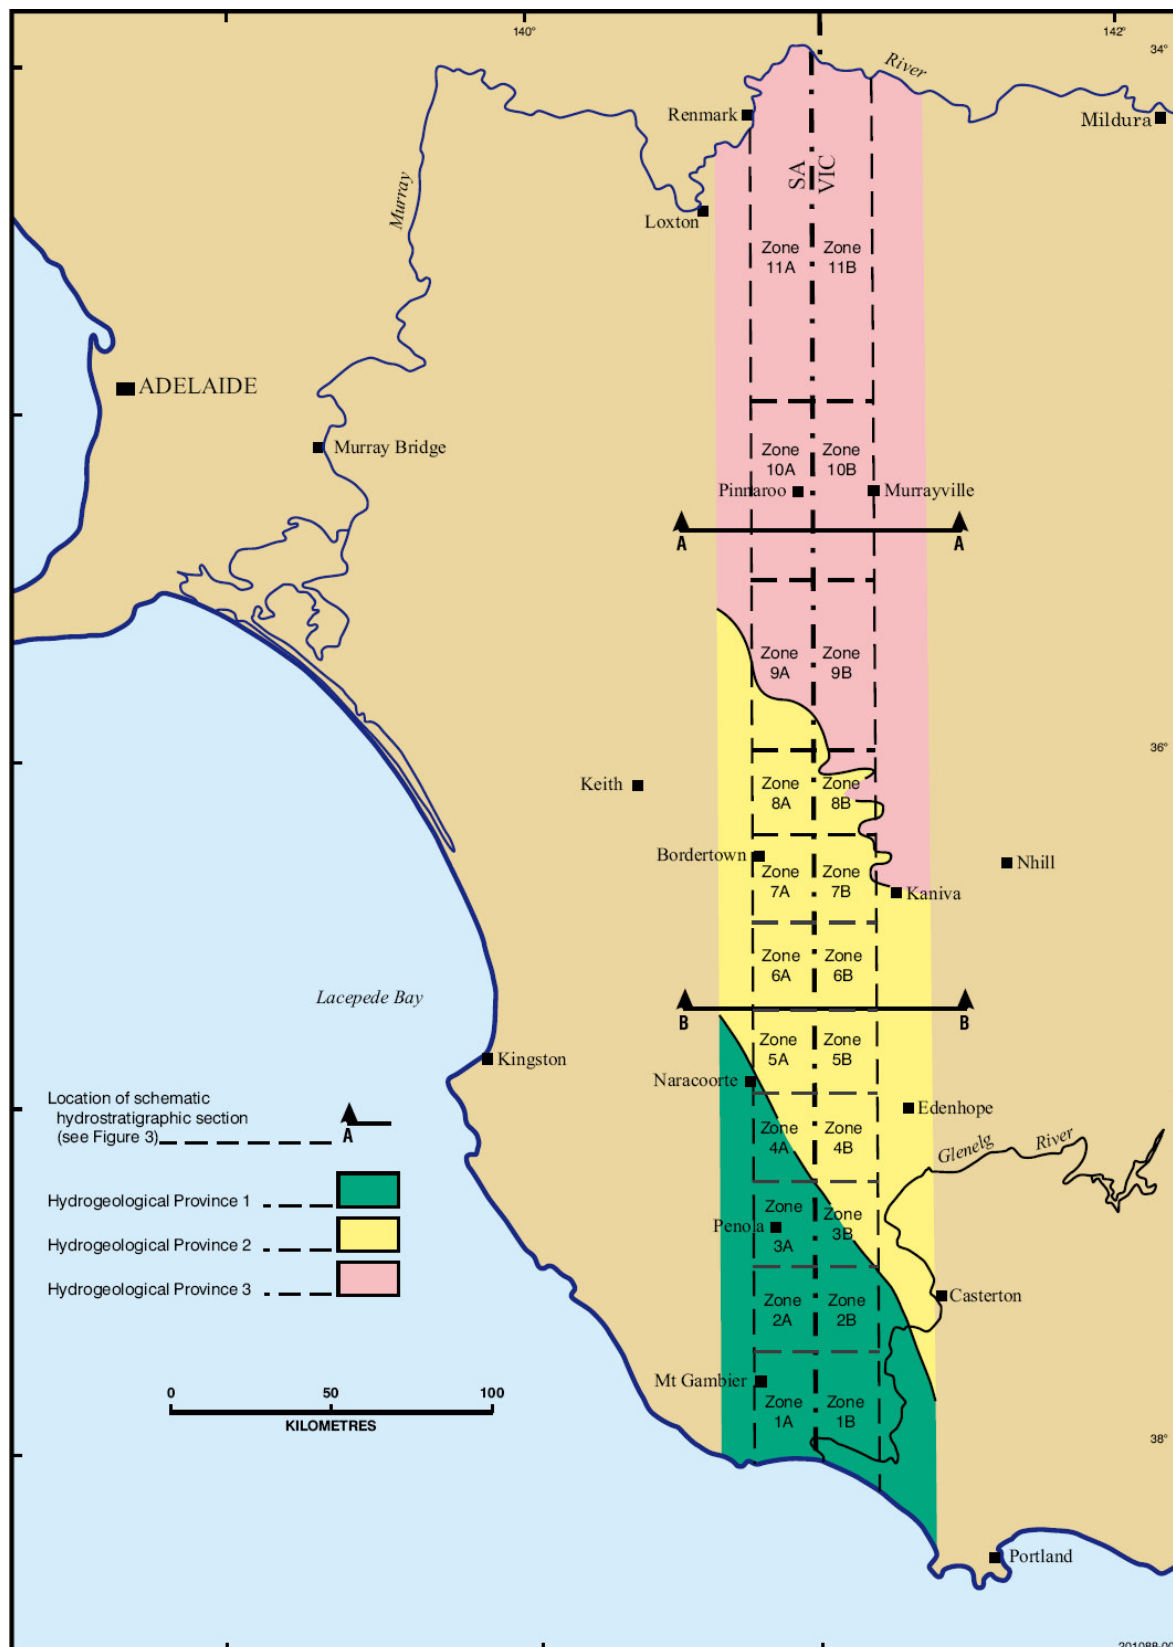 140°
142°
34°
River
Renmark
Mildura
Murray
SA
VIC
Loxton
Zone
11A
Zone
11B
ADELAIDE
Murray Bridge
Zone
10A
Zone
10B
Pinnaroo
Murrayville
A
A
Zone
9A
Zone
9B
36°
Keith
Zone
8A
Zone
8B
Bordertown
Nhill
Zone
7A
Zone
7B
Kaniva
Zone
6A
Zone
6B
Lacepede Bay
B
B
Kingston
Zone
5A
Zone
5B
Naracoorte
Edenhope
Location of schematic
hydrostratigraphic section
(see Figure 3)
A
Zone
4A
Zone
4B
Glenelg River
Hydrogeological Province 1
Zone
3A
Zone
3B
Penola
Hydrogeological Province 2
Hydrogeological Province 3
Zone
2A
Zone
2B
Casterton
0 50 100
KILOMETRES
Mt Gambier
Zone
1A
Zone
1B
38°
Portland